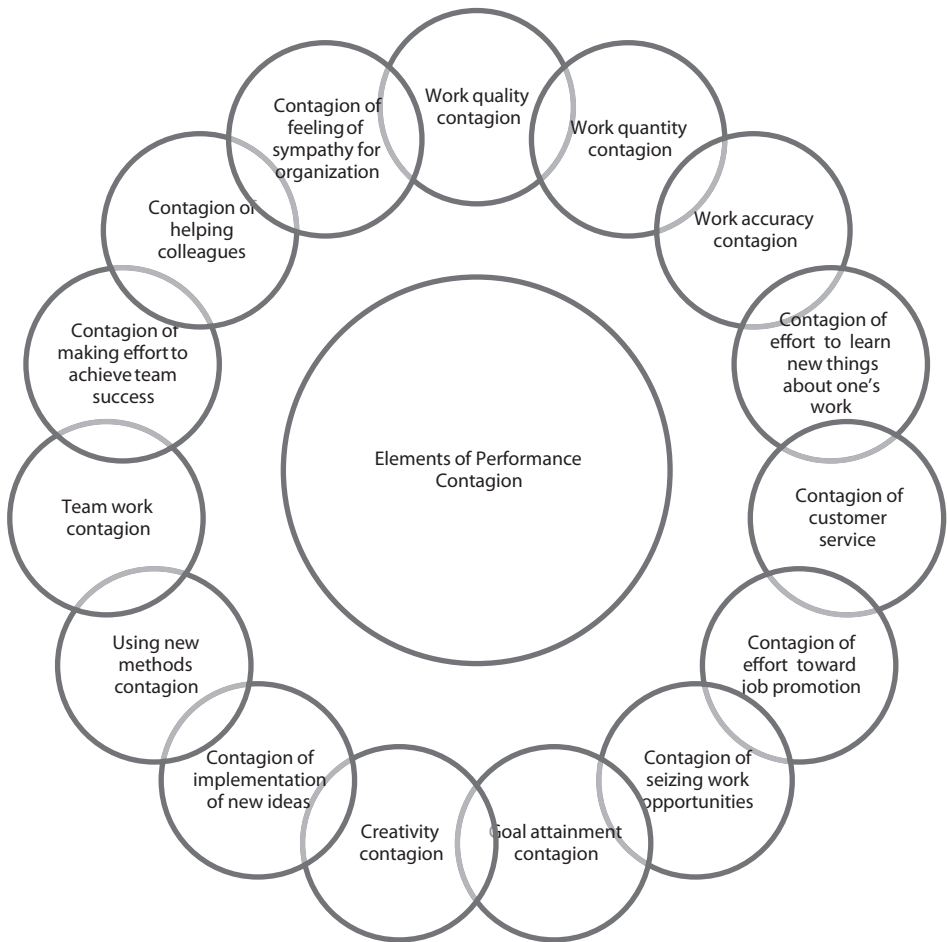 Work quality
contagion
Work quantity
contagion
Work accuracy
contagion
Contagion of
effort to learn
new things
about one's
work
Contagion of
customer
service
Contagion of
effort toward
job promotion
Contagion of
seizing work
opportunities
Goal attainment
contagion
Creativity
contagion
Contagion of
implementation
of new ideas
Using new
methods
contagion
Team work
contagion
Contagion of
making effort to
achieve team
success
Contagion of
helping
colleagues
Contagion of
feeling of
sympathy for
organization
Elements of Performance
Contagion